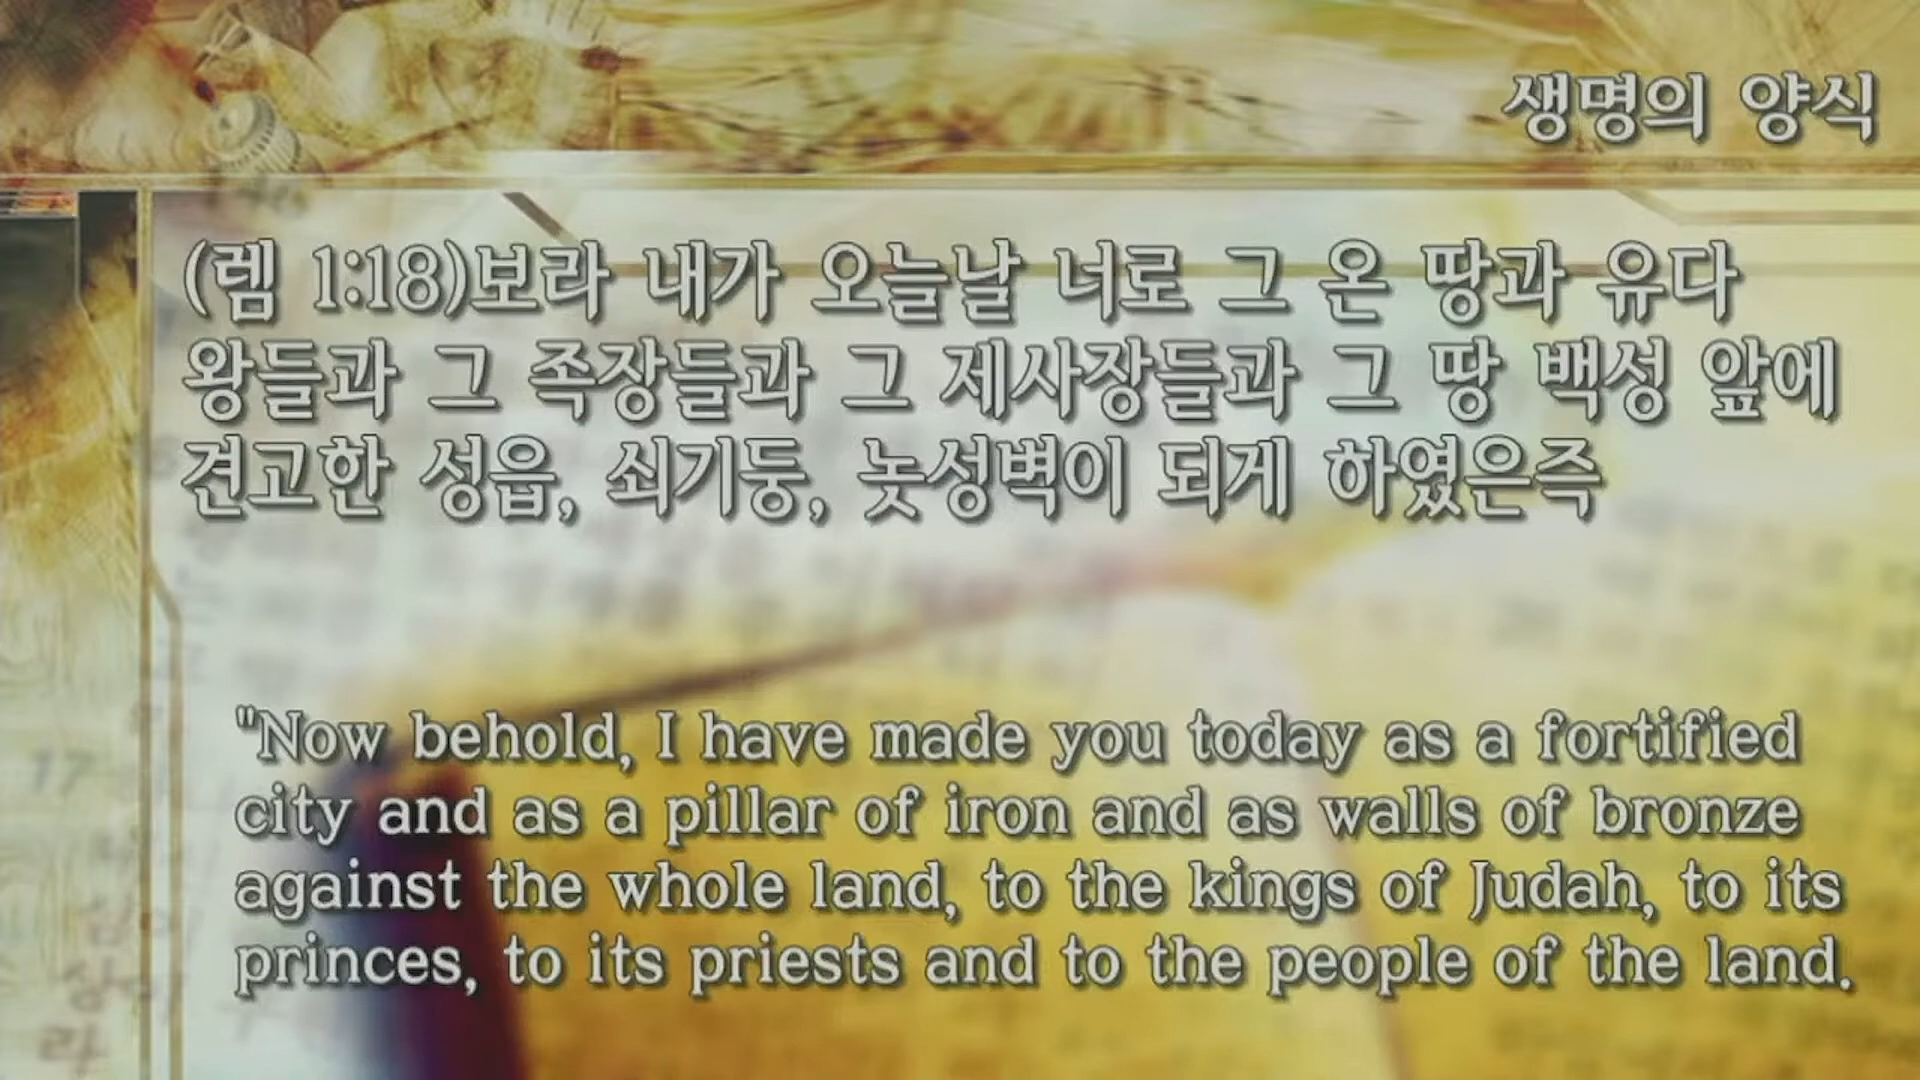 생명의 양식
(렘 1:18)보라 내가 오늘날 너로 그 온 땅과 유다
왕들과 그 족장들과 그 제사장들과 그 땅 백성 앞에
견고한 성읍, 쇠기둥, 놋성벽이 되게 하였은즉
"Now behold, I have made you today as a fortified
city and as a pillar of iron and as walls of bronze
against the whole land, to the kings of Judah, to its
princes, to its priests and to the people of the land.